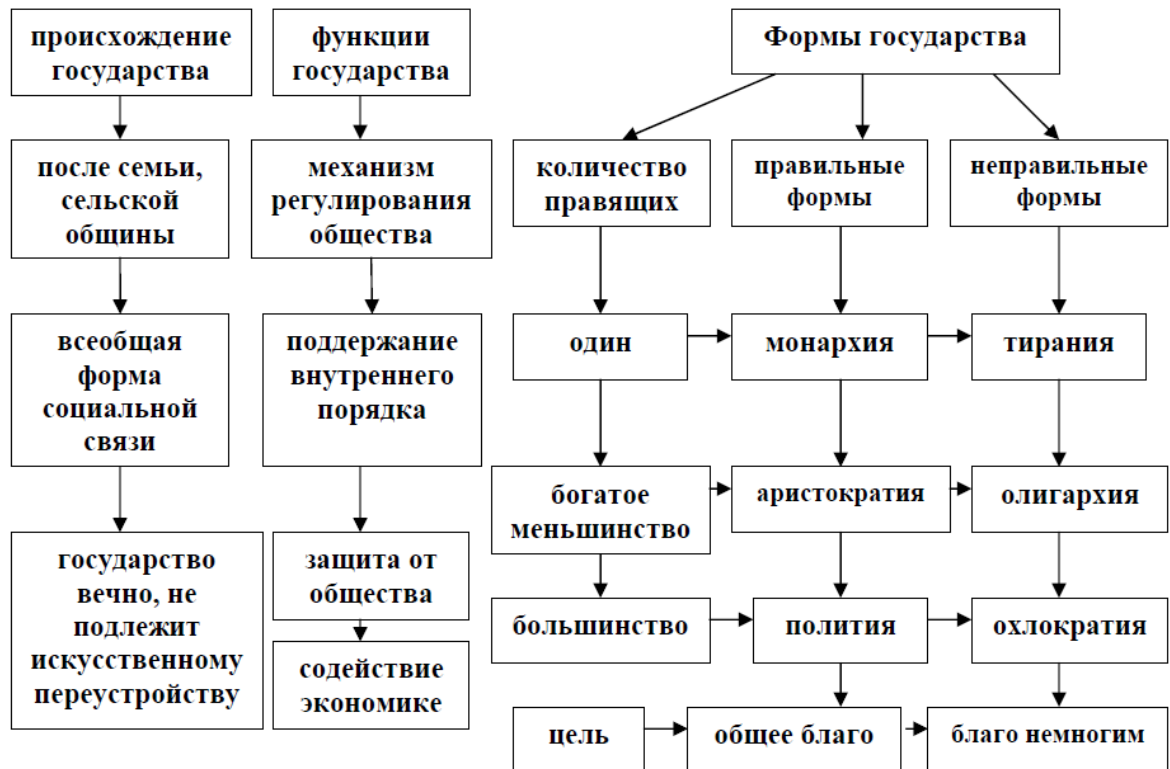 происхождение
государства
после семьи,
сельской
общины
всеобщая
форма
социальной
связи
государство
вечно, не
подлежит
искусственному
переустройству
функции
государства
механизм
регулирования
общества
поддержание
внутреннего
порядка
защита от
общества
содействие
экономике
Формы государства
количество
правящих
правильные
формы
неправильные
формы
один
монархия
тирания
богатое
меньшинство
аристократия
олигархия
большинство
полития
охлократия
цель
общее благо
благо немногим